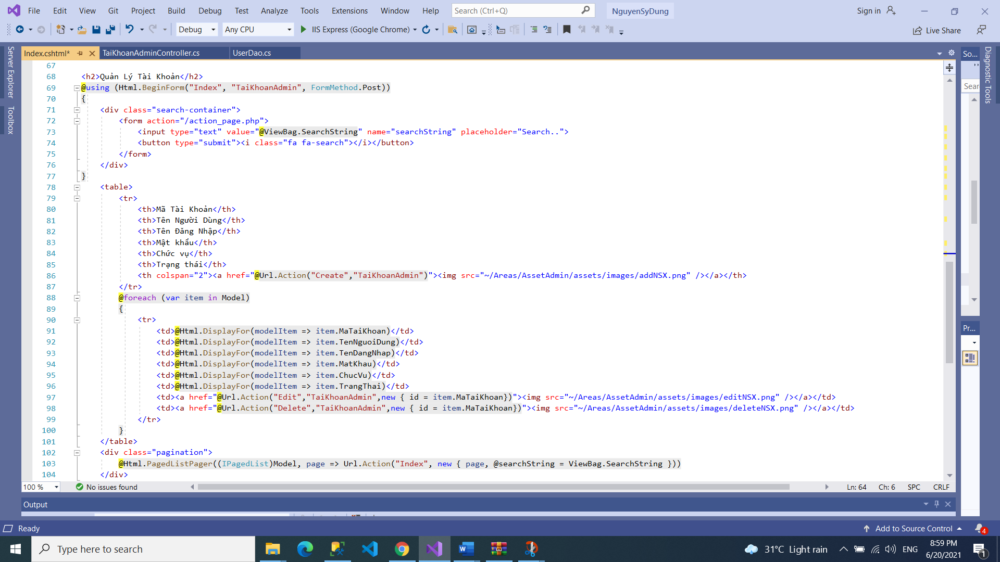 File Edit View Git Project Build Debug Test Analyze Tools Extensions Window Help Search (Ctrl+Q) NguyenSyDung Sign in
Debug Any CPU IIS Express (Google Chrome) Live Share
Server Explorer
Toolbox
Index.cshtml* TaiKhoanAdminController.cs UserDao.cs
67
68 <h2>Quản Lý Tài Khoản</h2>
69 @using (Html.BeginForm("Index", "TaiKhoanAdmin", FormMethod.Post))
70 {
71 <div class="search-container">
72 <form action="/action_page.php">
73 <input type="text" value="@ViewBag.SearchString" name="searchString" placeholder="Search..">
74 <button type="submit"><i class="fa fa-search"></i></button>
75 </form>
76 </div>
77 }
78 <table>
79 <tr>
80 <th>Mã Tài Khoản</th>
81 <th>Tên Người Dùng</th>
82 <th>Tên Đăng Nhập</th>
83 <th>Mật khẩu</th>
84 <th>Chức vụ</th>
85 <th>Trạng thái</th>
86 <th colspan="2"><a href="@Url.Action("Create","TaiKhoanAdmin")"><img src="~/Areas/AssetAdmin/assets/images/addNSX.png" /></a></th>
87 </tr>
88 @foreach (var item in Model)
89 {
90 <tr>
91 <td>@Html.DisplayFor(modelItem => item.MaTaiKhoan)</td>
92 <td>@Html.DisplayFor(modelItem => item.TenNguoiDung)</td>
93 <td>@Html.DisplayFor(modelItem => item.TenDangNhap)</td>
94 <td>@Html.DisplayFor(modelItem => item.MatKhau)</td>
95 <td>@Html.DisplayFor(modelItem => item.ChucVu)</td>
96 <td>@Html.DisplayFor(modelItem => item.TrangThai)</td>
97 <td><a href="@Url.Action("Edit","TaiKhoanAdmin",new { id = item.MaTaiKhoan})"><img src="~/Areas/AssetAdmin/assets/images/editNSX.png" /></a></td>
98 <td><a href="@Url.Action("Delete","TaiKhoanAdmin",new { id = item.MaTaiKhoan})"><img src="~/Areas/AssetAdmin/assets/images/deleteNSX.png" /></a></td>
99 </tr>
100 }
101 </table>
102 <div class="pagination">
103 @Html.PagedListPager((IPagedList)Model, page => Url.Action("Index", new { page, @searchString = ViewBag.SearchString }))
104 </div>
100 % No issues found Ln: 64 Ch: 6 SPC CRLF
So...
Sear
Pr...
Diagnostic Tools
Output
Ready Add to Source Control 4
Type here to search 31°C Light rain ENG 8:59 PM
6/20/2021 1